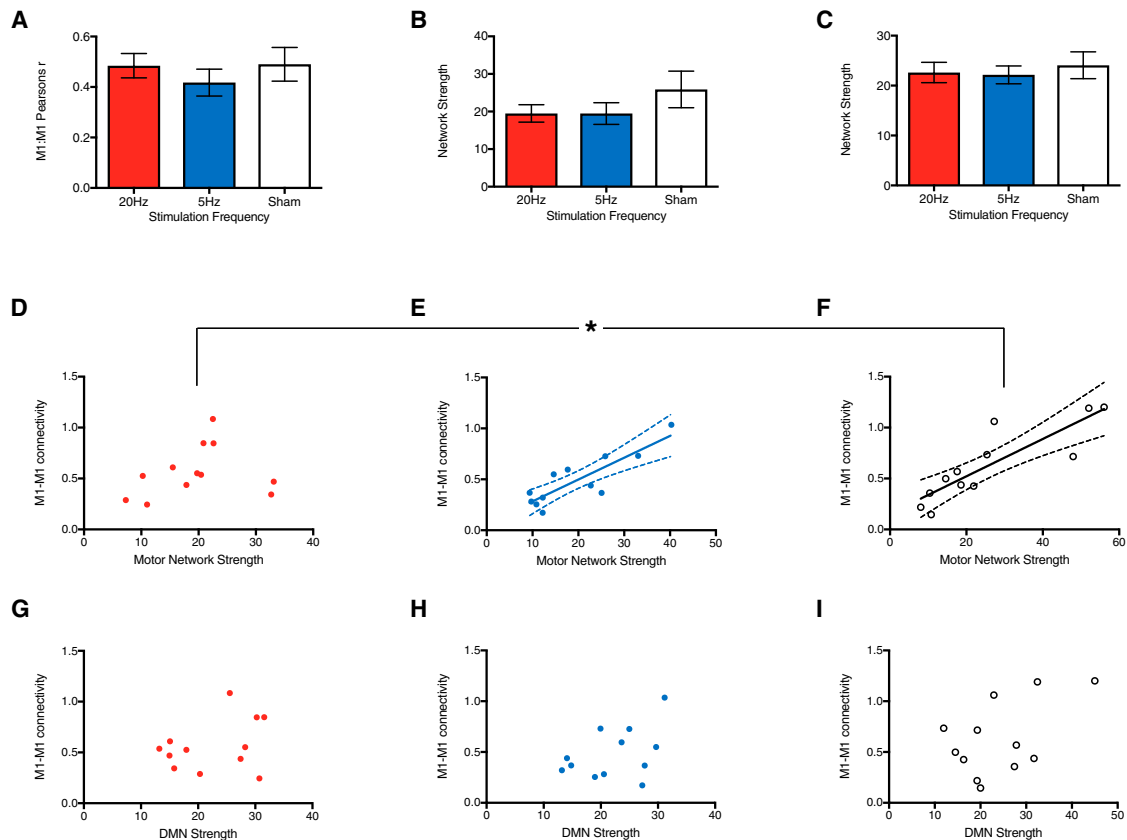 A
B
C
M1:M1 Pearsons r
0.6
0.4
0.2
0.0
20Hz 5Hz Sham
Stimulation Frequency
Network Strength
40
30
20
10
0
20Hz 5Hz Sham
Stimulation Frequency
Network Strength
30
20
10
0
20Hz 5Hz Sham
Stimulation Frequency
D
E
F
*
M1-M1 connectivity
1.5
1.0
0.5
0.0
0 10 20 30 40
Motor Network Strength
M1-M1 connectivity
1.5
1.0
0.5
0.0
0 10 20 30 40 50
Motor Network Strength
M1-M1 connectivity
1.5
1.0
0.5
0.0
0 20 40 60
Motor Network Strength
G
H
I
M1-M1 connectivity
1.5
1.0
0.5
0.0
0 10 20 30 40
DMN Strength
M1-M1 connectivity
1.5
1.0
0.5
0.0
0 10 20 30 40
DMN Strength
M1-M1 connectivity
1.5
1.0
0.5
0.0
0 10 20 30 40 50
DMN Strength